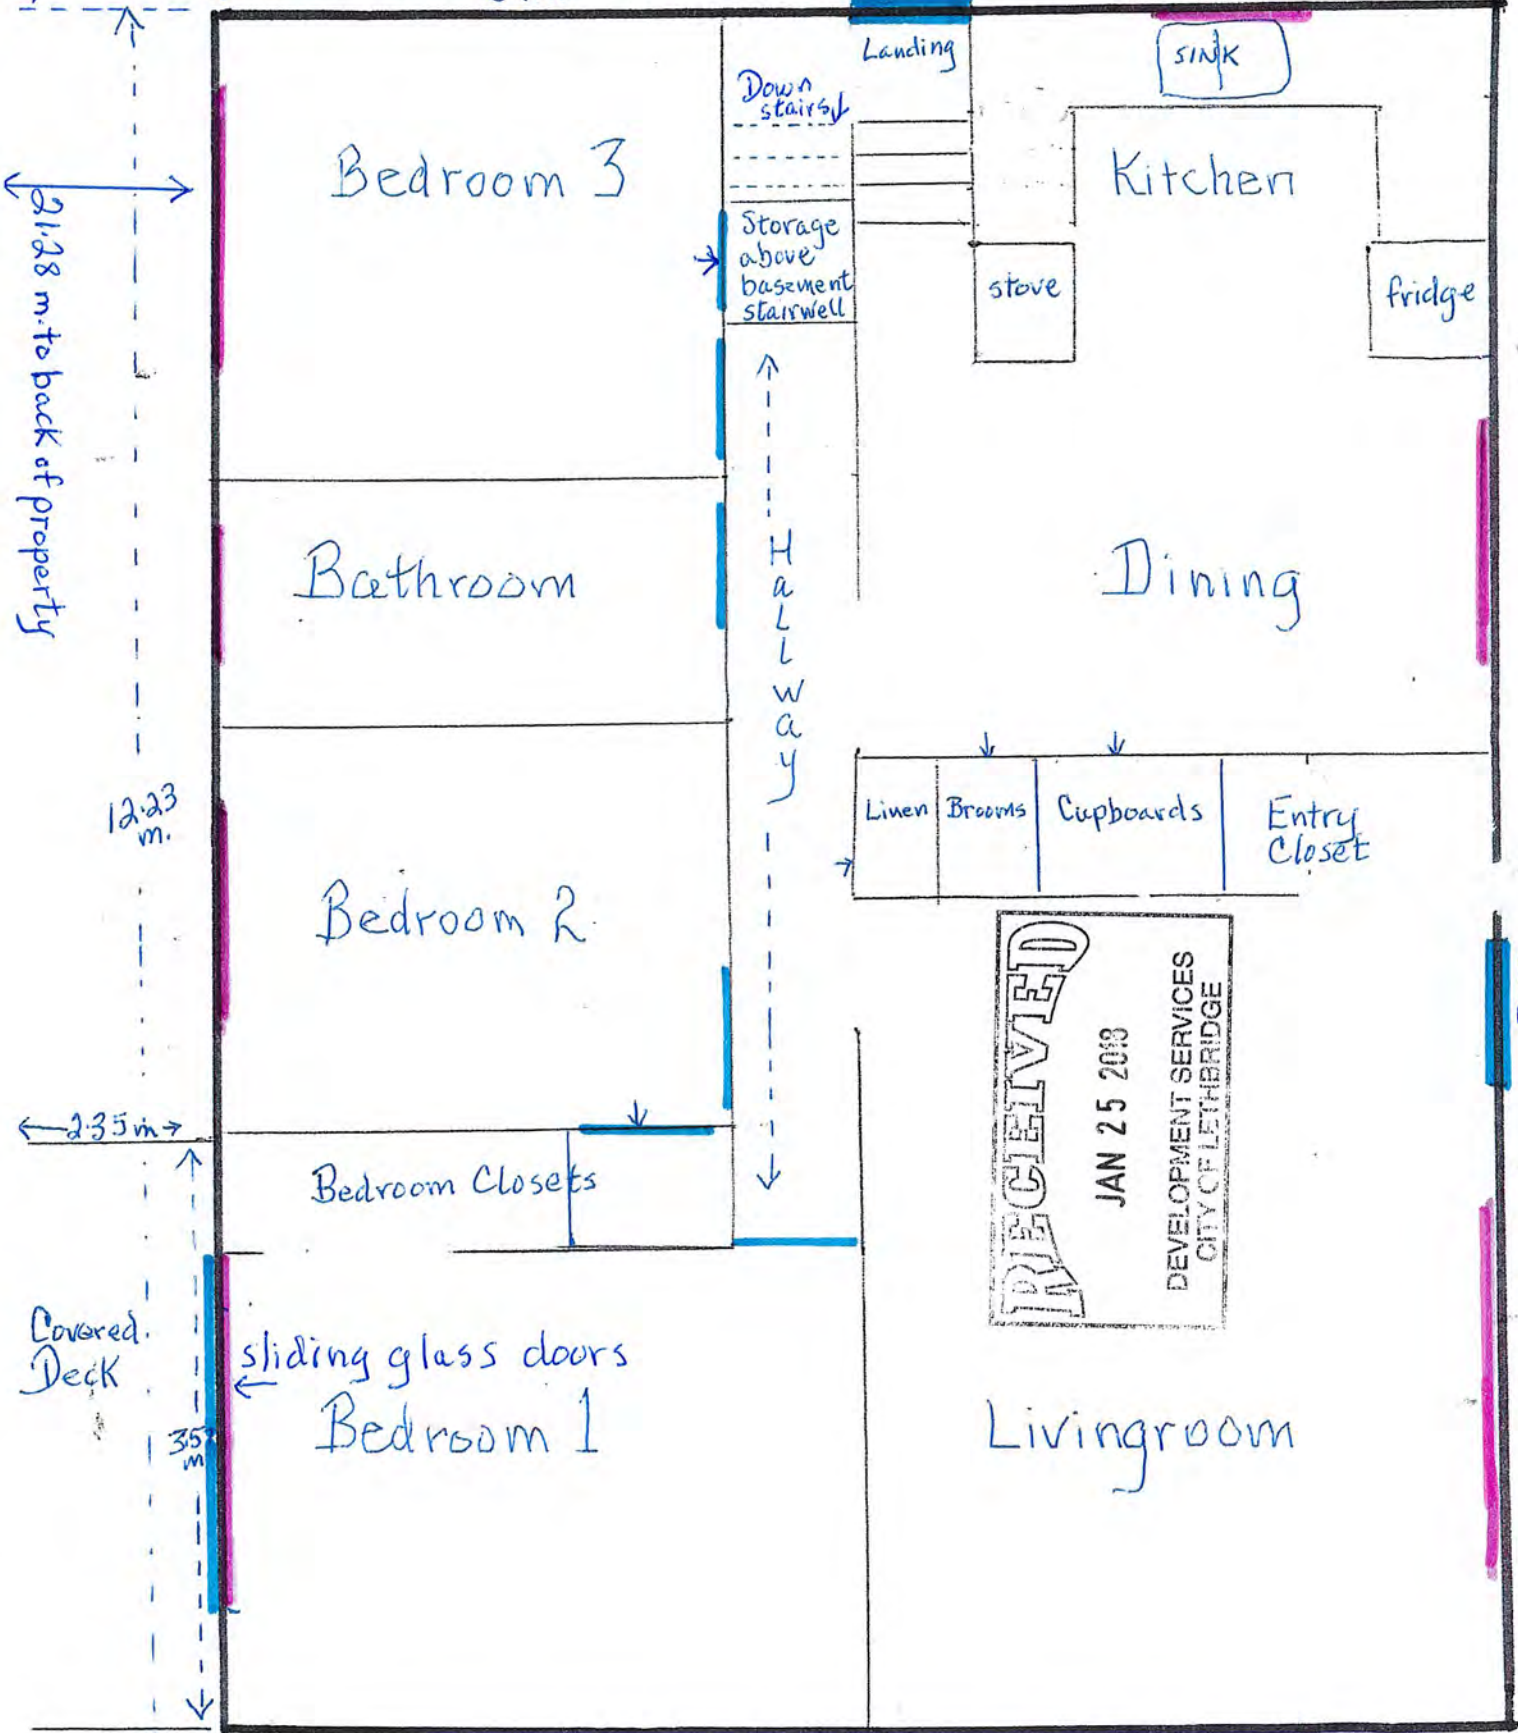 Landing
SINK
Down
stairs
Bedroom 3
Kitchen
21.28 m. to back of property
Storage
above
basement
stairwell
stove
fridge
Bathroom
Hallway
Dining
12.23
m.
Linen
Brooms
Cupboards
Entry
Closet
Bedroom 2
RECEIVED
JAN 25 2018
DEVELOPMENT SERVICES
CITY OF LETHBRIDGE
2.35 m
Bedroom Closets
Covered
Deck
sliding glass doors
Bedroom 1
m
Livingroom